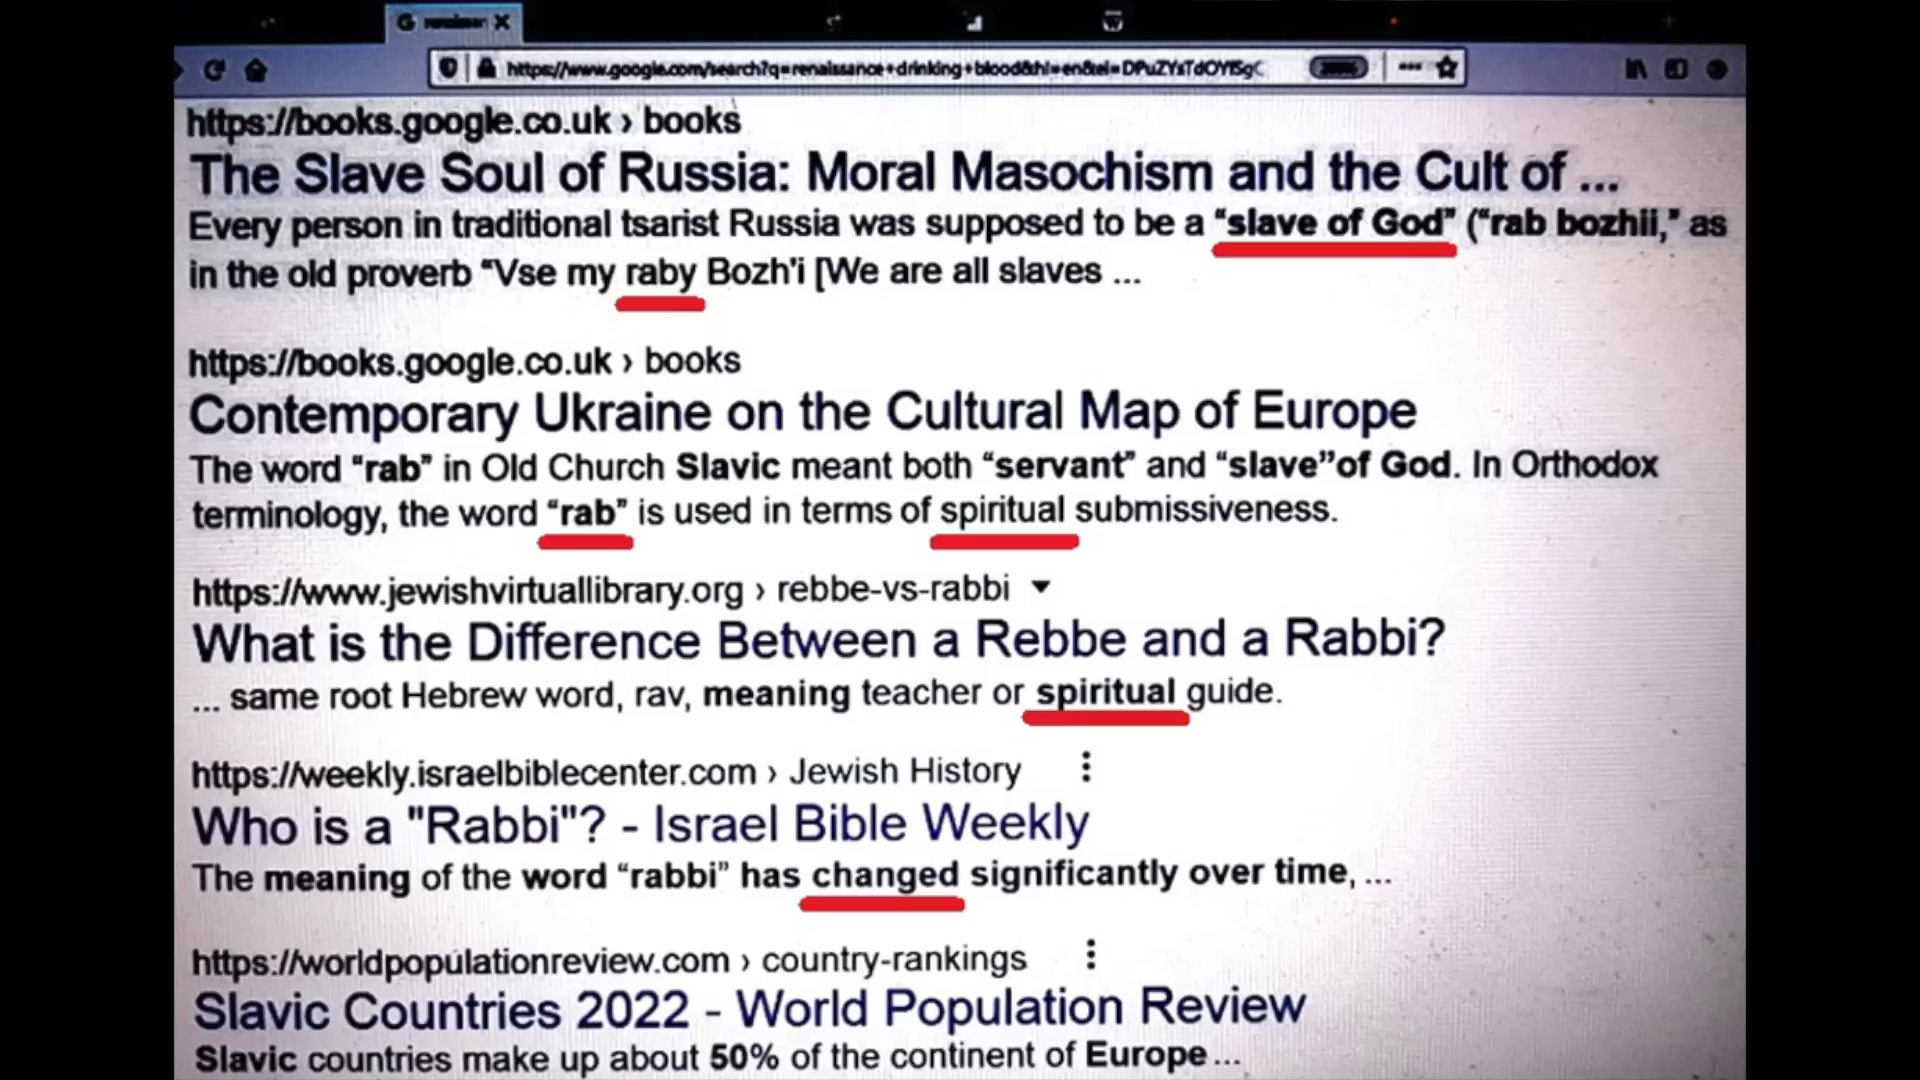 https://www.google.com/search?q=renaissance+drinking+blood&hl=en&ei=
https://books.google.co.uk › books
The Slave Soul of Russia: Moral Masochism and the Cult of ...
Every person in traditional tsarist Russia was supposed to be a “slave of God” (“rab bozhii,” as
in the old proverb “Vse my raby Bozh'i [We are all slaves ...
https://books.google.co.uk › books
Contemporary Ukraine on the Cultural Map of Europe
The word “rab” in Old Church Slavic meant both “servant” and “slave”of God. In Orthodox
terminology, the word “rab” is used in terms of spiritual submissiveness.
https://www.jewishvirtuallibrary.org › rebbe-vs-rabbi
What is the Difference Between a Rebbe and a Rabbi?
... same root Hebrew word, rav, meaning teacher or spiritual guide.
https://weekly.israelbiblecenter.com › Jewish History
Who is a "Rabbi"? - Israel Bible Weekly
The meaning of the word “rabbi” has changed significantly over time, ...
https://worldpopulationreview.com › country-rankings
Slavic Countries 2022 - World Population Review
Slavic countries make up about 50% of the continent of Europe ...